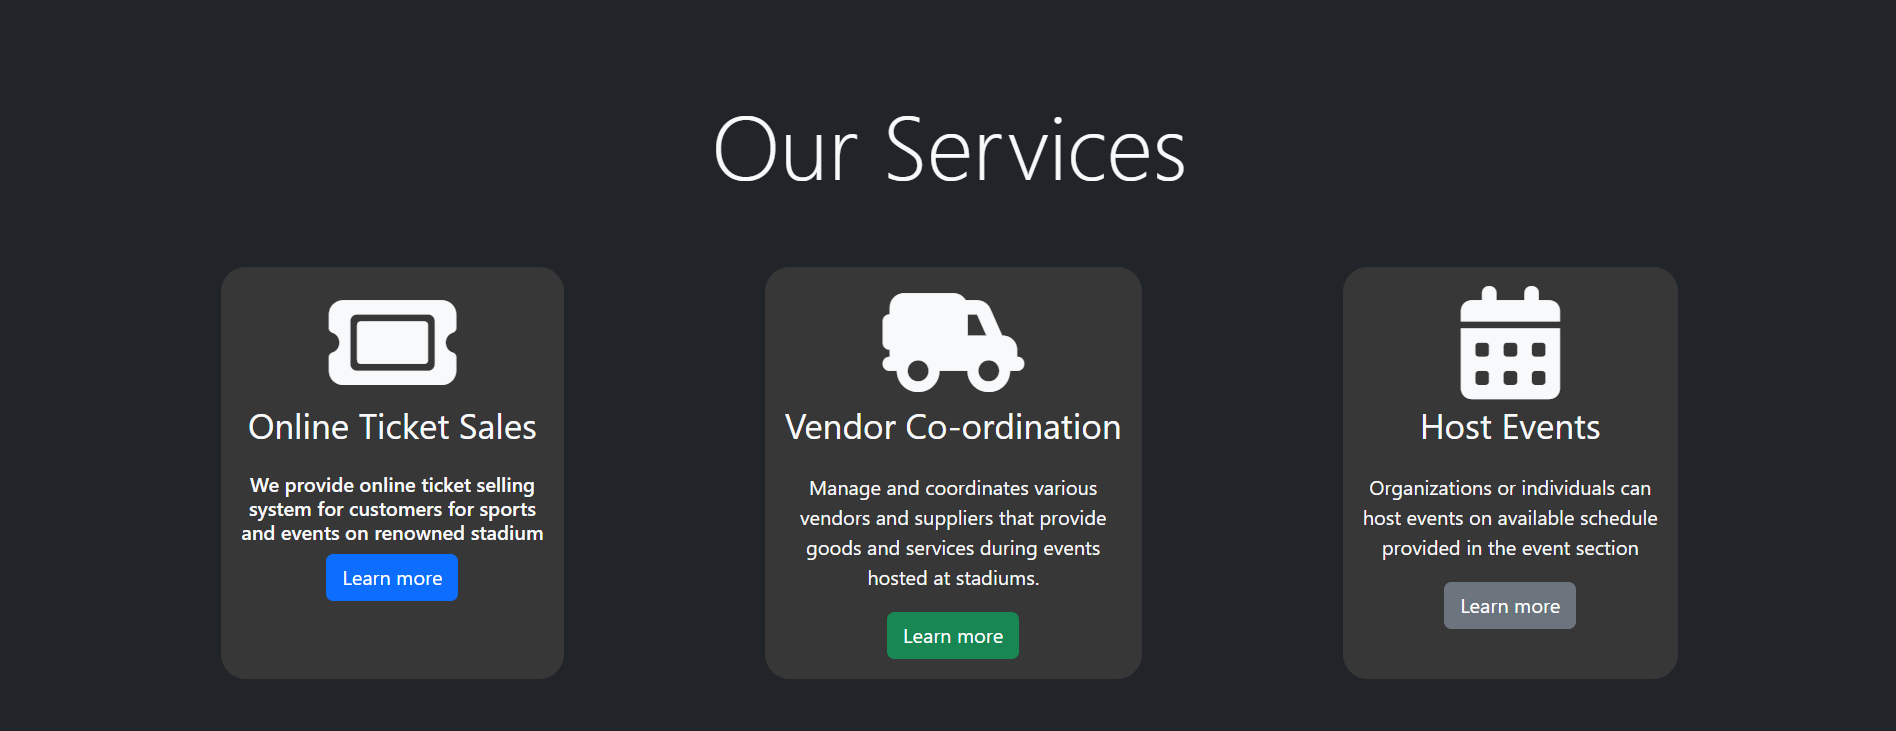 Our Services
Online Ticket Sales
We provide online ticket selling
system for customers for sports
and events on renowned stadium
Learn more
Vendor Co-ordination
Manage and coordinates various
vendors and suppliers that provide
goods and services during events
hosted at stadiums.
Learn more
Host Events
Organizations or individuals can
host events on available schedule
provided in the event section
Learn more